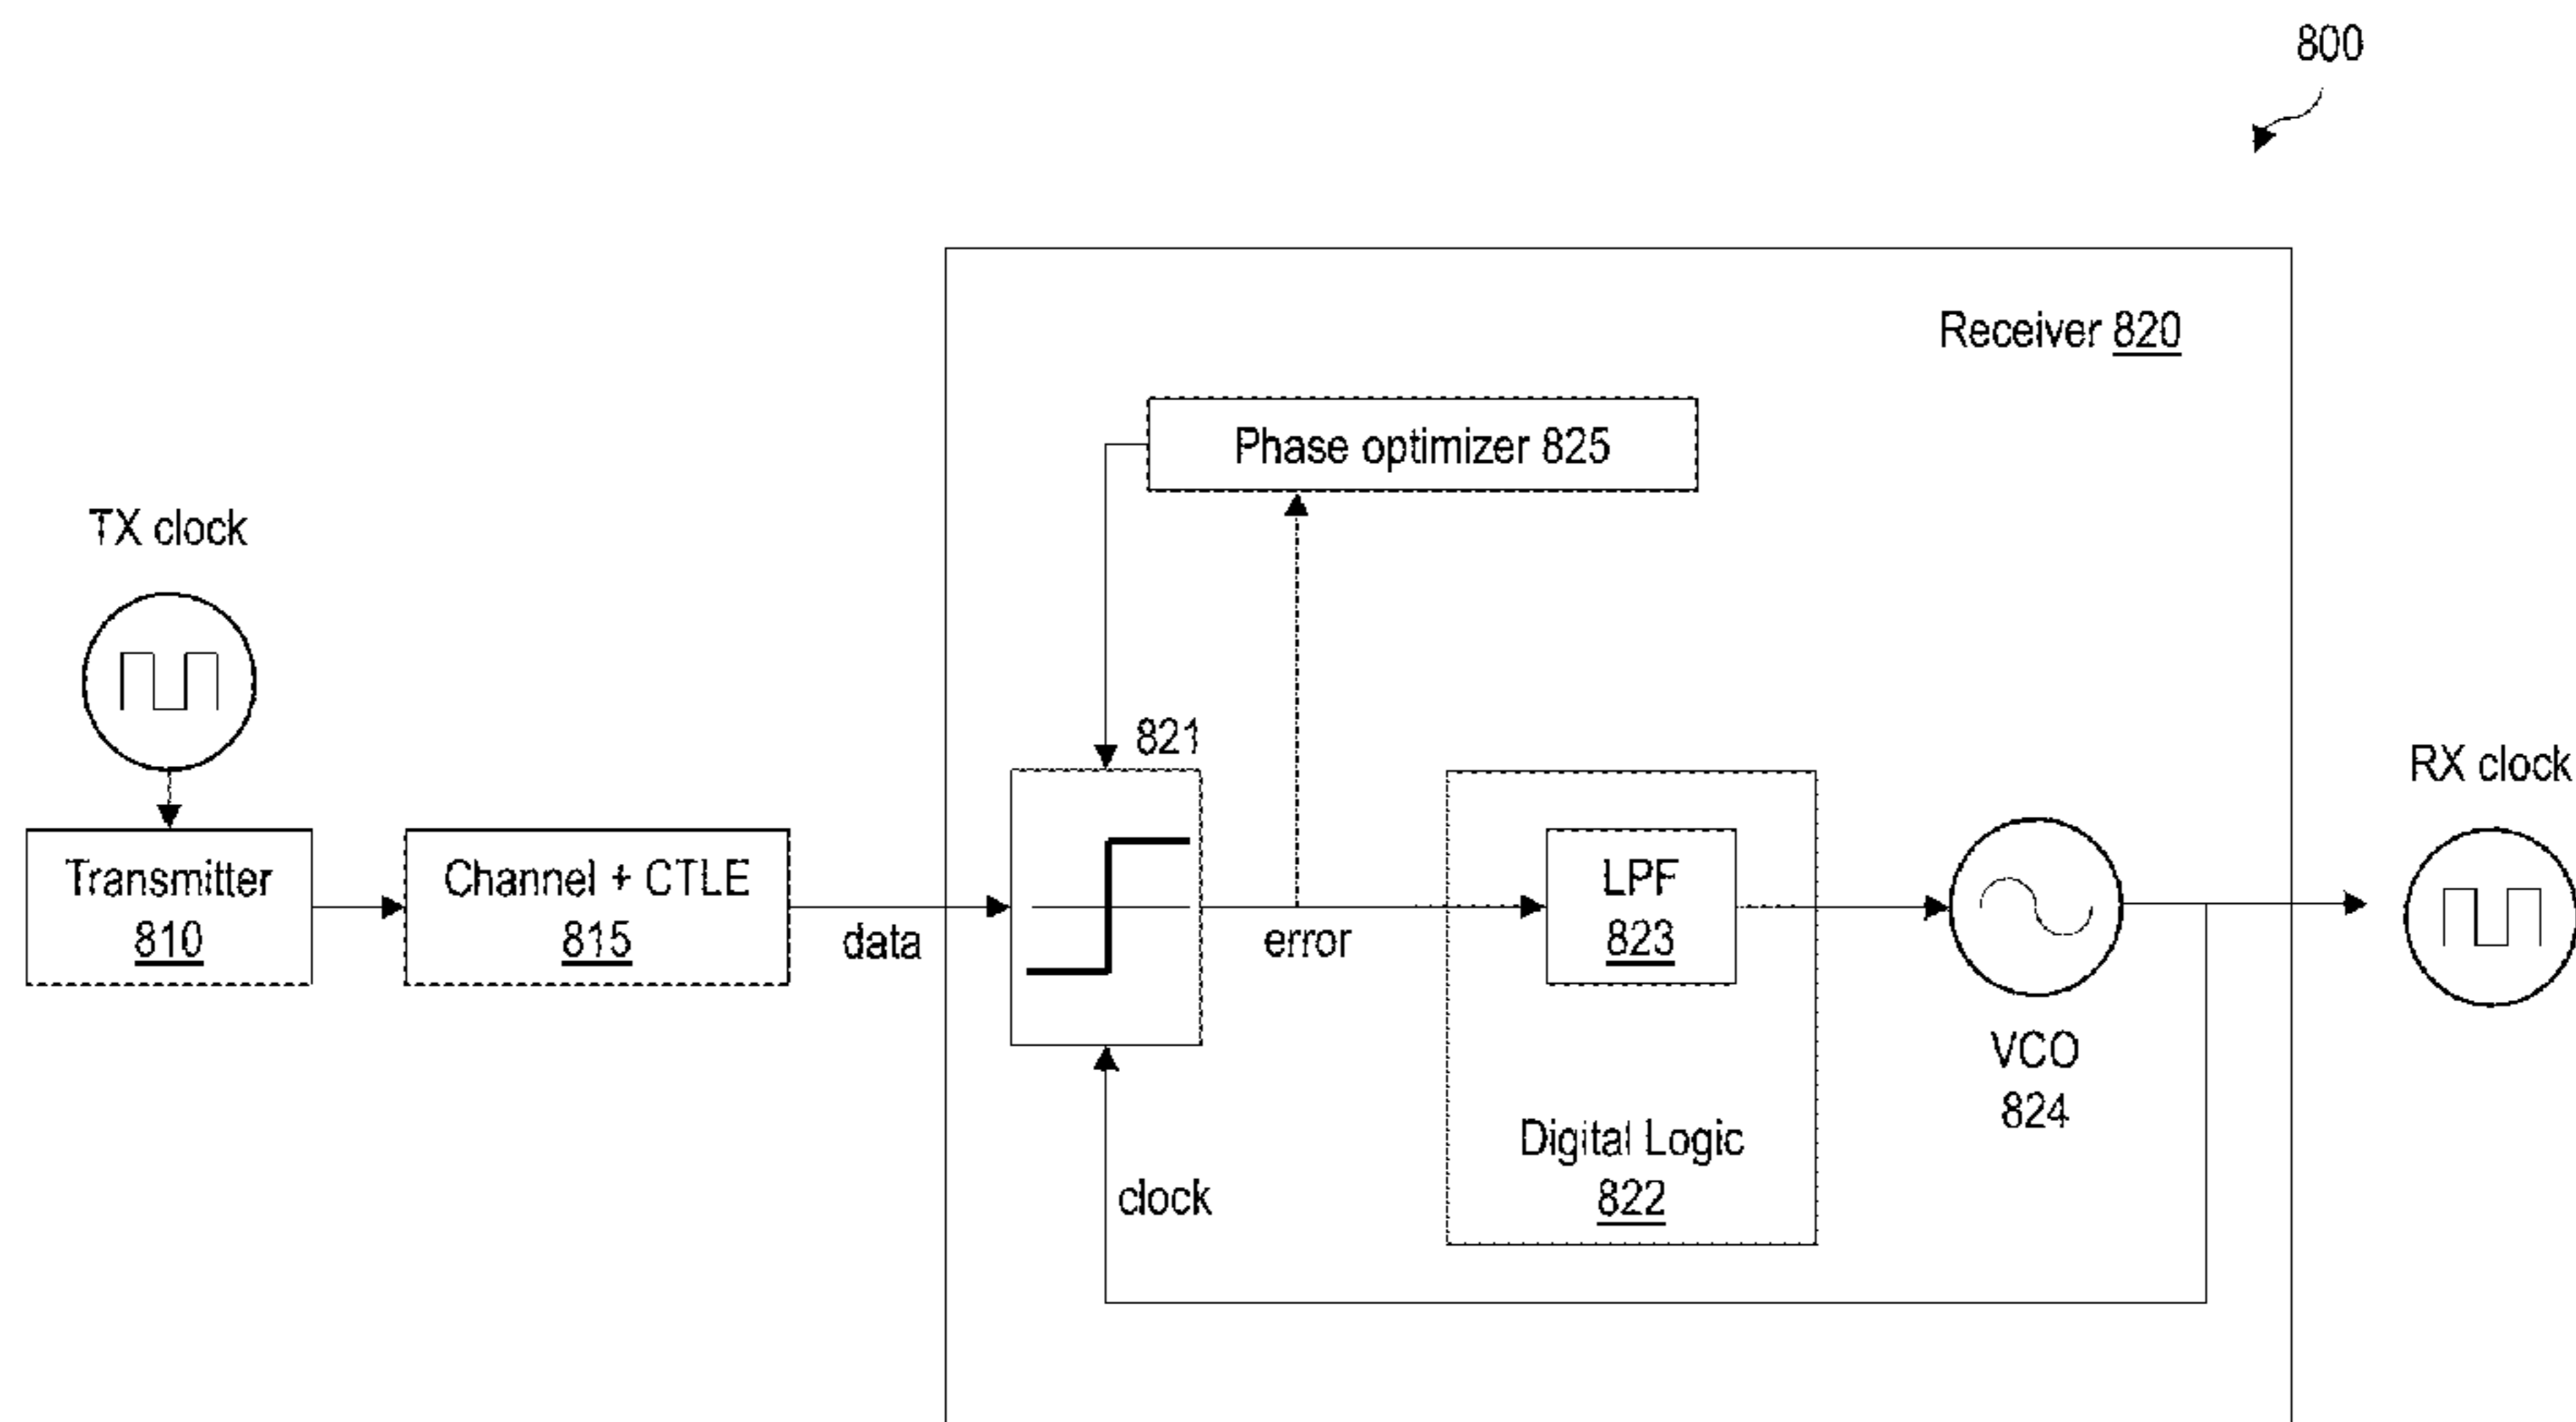 800
Receiver 820
Phase optimizer 825
TX clock
821
RX clock
Transmitter
810
Channel + CTLE
815
data
error
LPF
823
VCO
824
Digital Logic
822
clock